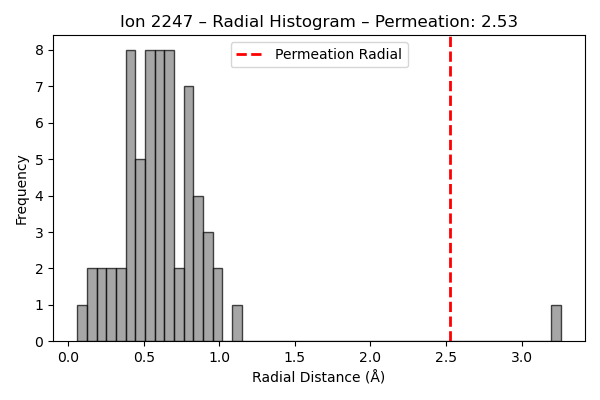 Ion 2247 – Radial Histogram – Permeation: 2.53
Permeation Radial
Frequency
8
7
6
5
4
3
2
1
0
0.0 0.5 1.0 1.5 2.0 2.5 3.0
Radial Distance (Å)